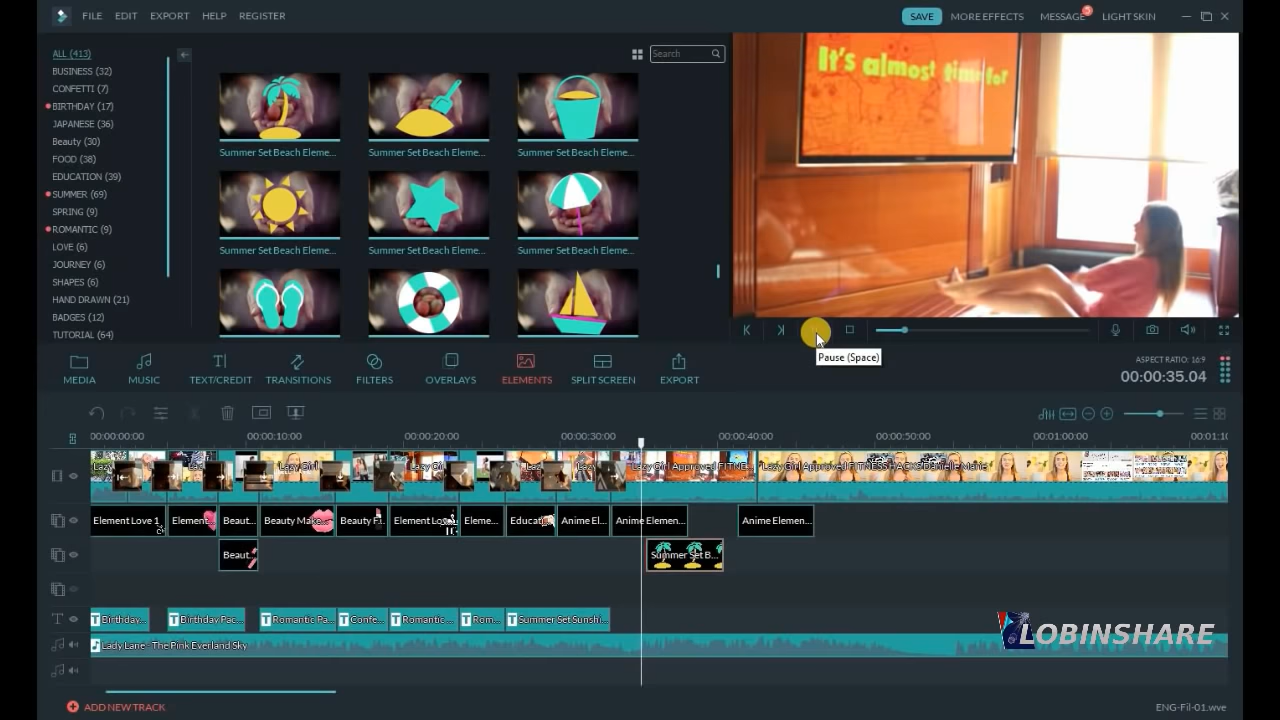 FILE EDIT EXPORT HELP REGISTER
SAVE MORE EFFECTS MESSAGE LIGHT SKIN
ALL (413)
BUSINESS (32)
CONFETTI (7)
BIRTHDAY (17)
JAPANESE (36)
Beauty (30)
FOOD (38)
EDUCATION (39)
SUMMER (69)
SPRING (9)
ROMANTIC (9)
LOVE (6)
JOURNEY (6)
SHAPES (6)
HAND DRAWN (21)
BADGES (12)
TUTORIAL (64)
Search
Summer Set Beach Eleme... Summer Set Beach Eleme... Summer Set Beach Eleme...
Summer Set Beach Eleme... Summer Set Beach Eleme... Summer Set Beach Eleme...
It's almost time for
Pause (Space)
MEDIA MUSIC TEXT/CREDIT TRANSITIONS FILTERS OVERLAYS ELEMENTS SPLIT SCREEN EXPORT
ASPECT RATIO: 16:9
00:00:35.04
00:00:00:00 00:00:10:00 00:00:20:00 00:00:30:00 00:00:40:00 00:00:50:00 00:01:00:00 00:01:10
Lazy Girl Approved FITNESS HACKS Danielle Marie
Element Love 1 Element Beaut... Beauty Make Beauty F Element Lo Eleme... Educati Anime El... Anime Elemen... Anime Elemen...
Beaut Summer Set B...
Birthday... Birthday Pac... Romantic Pa... Confe... Romantic... Rom... Summer Set Sunshi...
Lady Lane - The Pink Everland Sky
LOBINSHARE
ADD NEW TRACK
ENG-Fil-01.wve